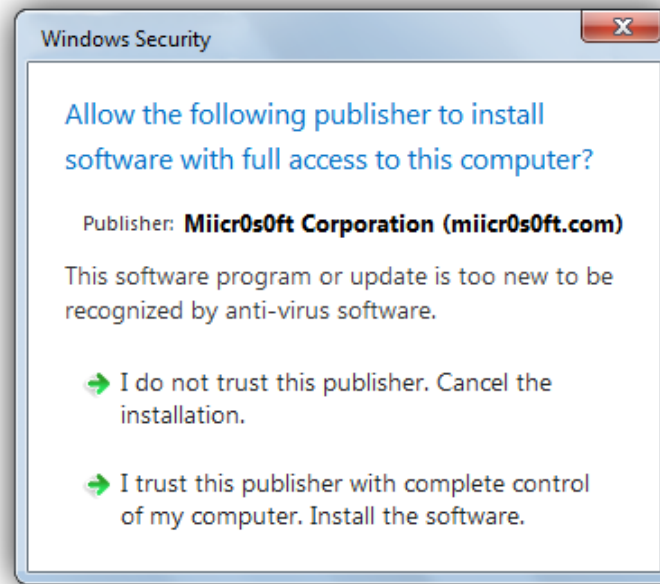 Windows Security
Allow the following publisher to install
software with full access to this computer?
Publisher: Miicr0s0ft Corporation (miicr0s0ft.com)
This software program or update is too new to be
recognized by anti-virus software.
I do not trust this publisher. Cancel the
installation.
I trust this publisher with complete control
of my computer. Install the software.